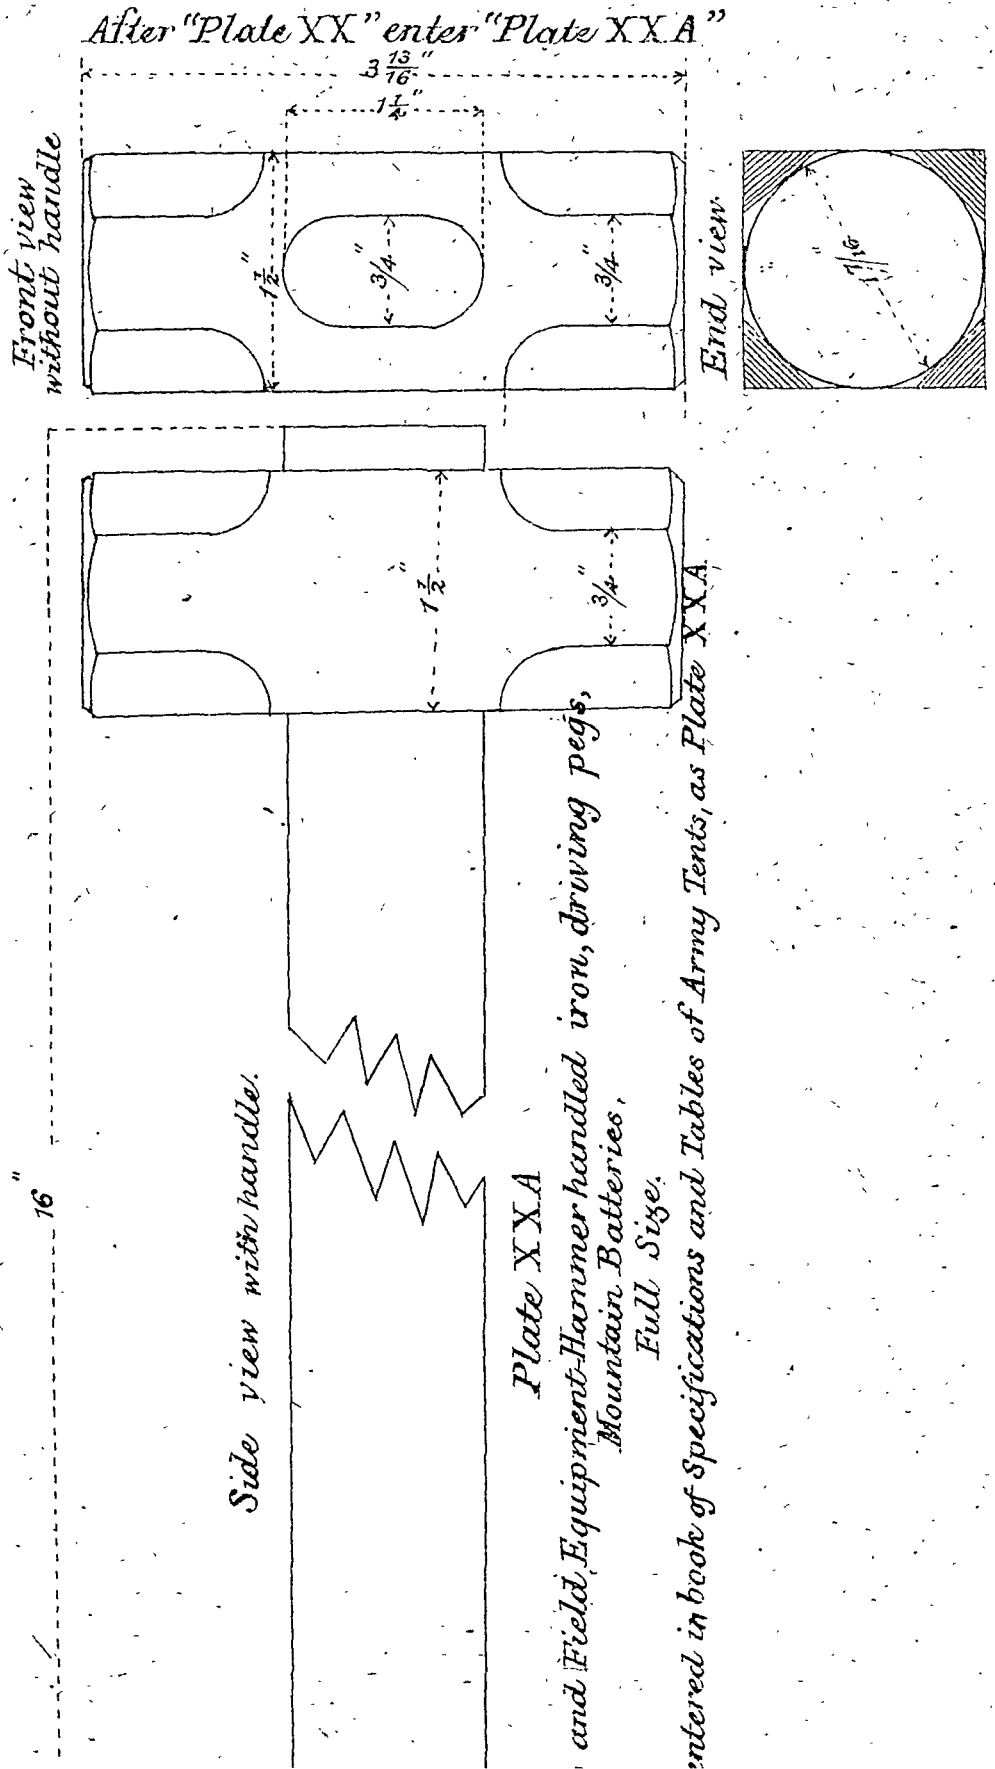 After "Plate XX" enter "Plate XXA"
3 13/16"
1 1/4"
Front view
without handle
1 1/2"
3/4"
3/4"
End view
1 7/16"
1 1/2"
3/4"
16"
Side view with handle.
Plate XXA
and Field Equipment-Hammer handled iron, driving pegs,
Mountain Batteries,
Full Size.
entered in book of Specifications and Tables of Army Tents, as Plate XXA